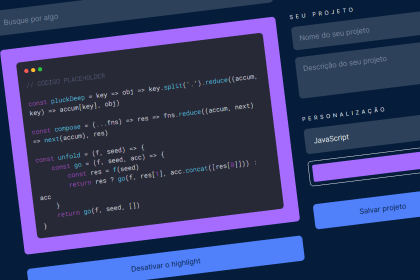 Busque por algo
// CODING PLACEHOLDER
const pluckDeep = key => obj => key.split('.').reduce((accum,
key) => accum[key], obj)
const compose = (...fns) => res => fns.reduce((accum, next)
=> next(accum), res)
const unfold = (f, seed) => {
const go = (f, seed, acc) => {
const res = f(seed)
return res ? go(f, res[1], acc.concat([res[0]])) :
acc
}
return go(f, seed, [])
}
Desativar o highlight
SEU PROJETO
Nome do seu projeto
Descrição do seu projeto
PERSONALIZAÇÃO
JavaScript
Salvar projeto